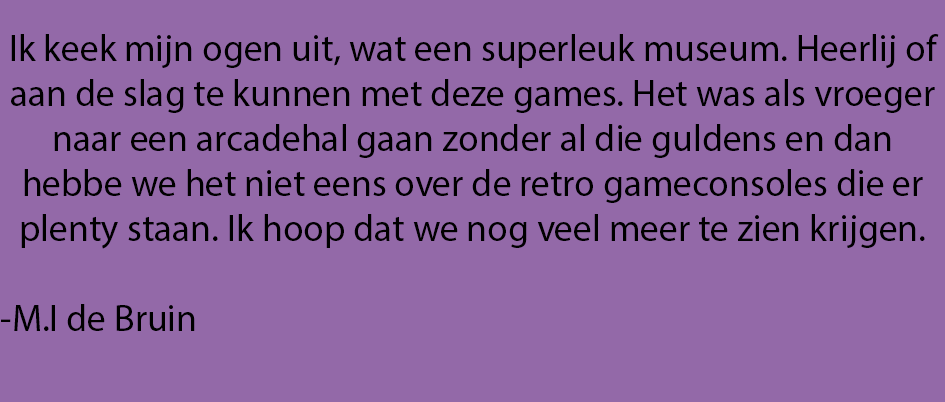 Ik keek mijn ogen uit, wat een superleuk museum. Heerlij of
aan de slag te kunnen met deze games. Het was als vroeger
naar een arcadehal gaan zonder al die guldens en dan
hebbe we het niet eens over de retro gameconsoles die er
plenty staan. Ik hoop dat we nog veel meer te zien krijgen.
-M.I de Bruin